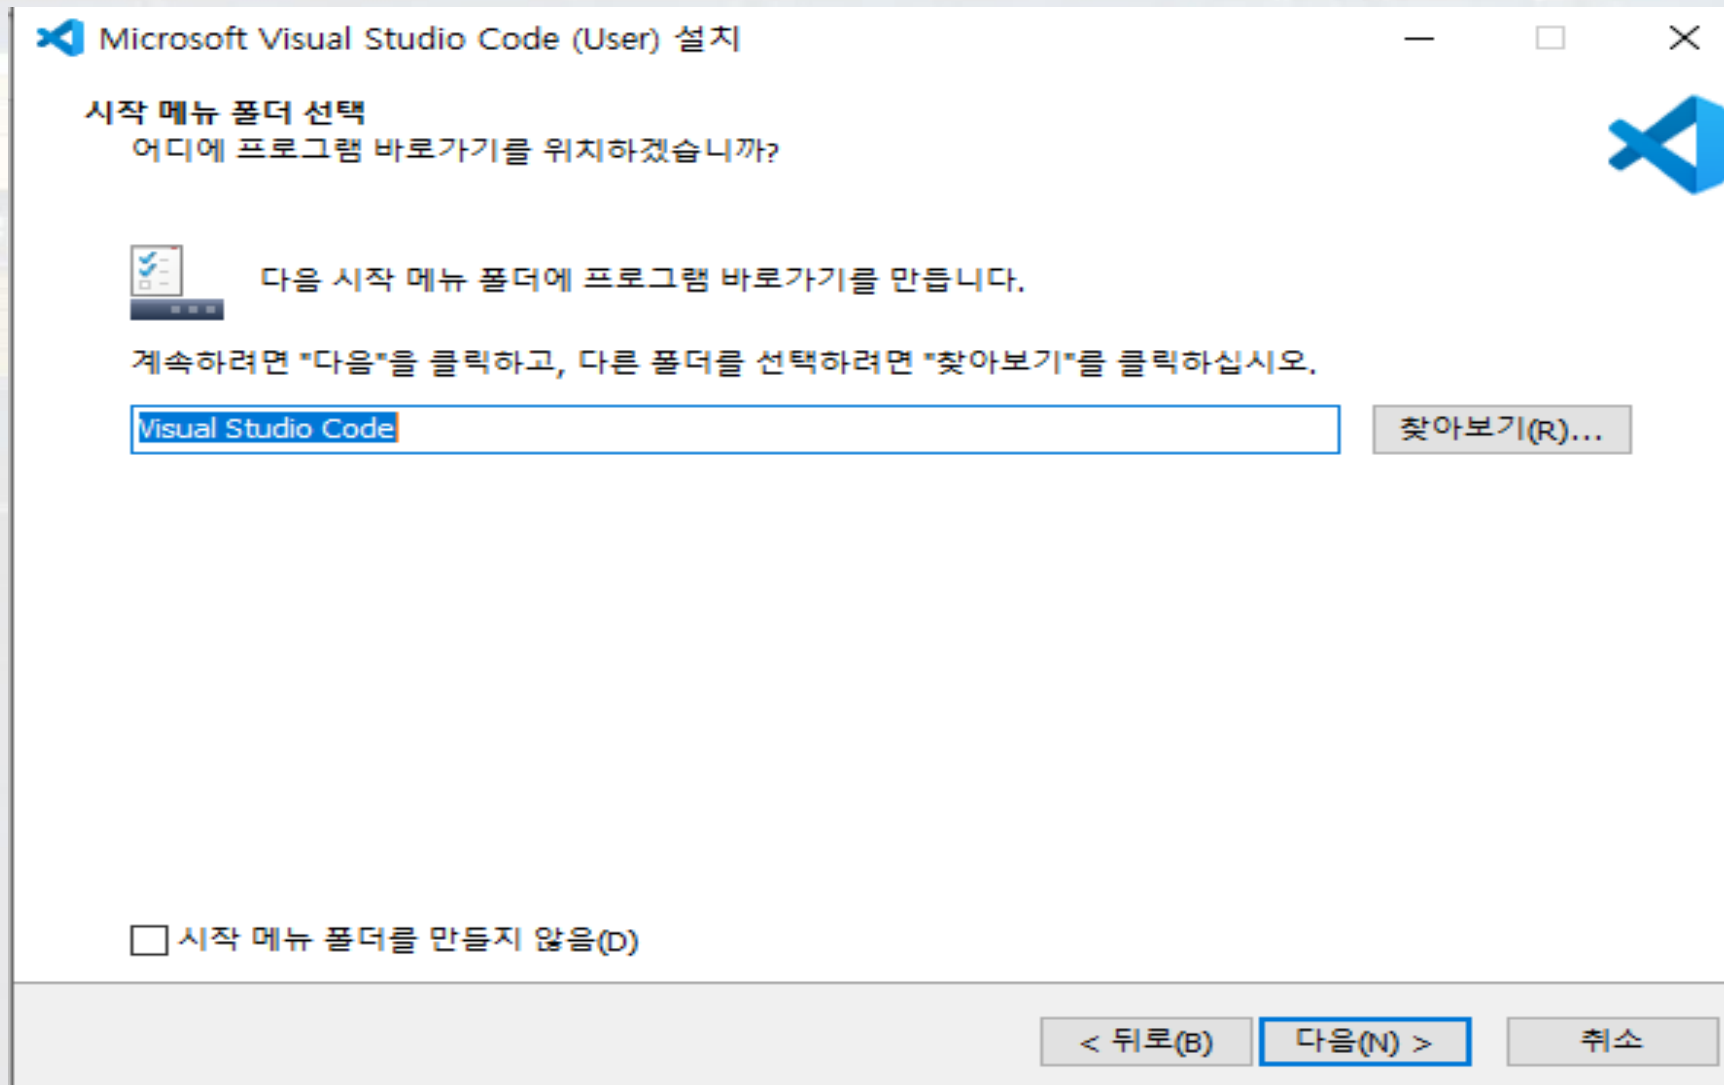 Microsoft Visual Studio Code (User) 설치
시작 메뉴 폴더 선택
어디에 프로그램 바로가기를 위치하겠습니까?
다음 시작 메뉴 폴더에 프로그램 바로가기를 만듭니다.
계속하려면 "다음"을 클릭하고, 다른 폴더를 선택하려면 "찾아보기"를 클릭하십시오.
Visual Studio Code
찾아보기(R)...
시작 메뉴 폴더를 만들지 않음(D)
< 뒤로(B)
다음(N) >
취소